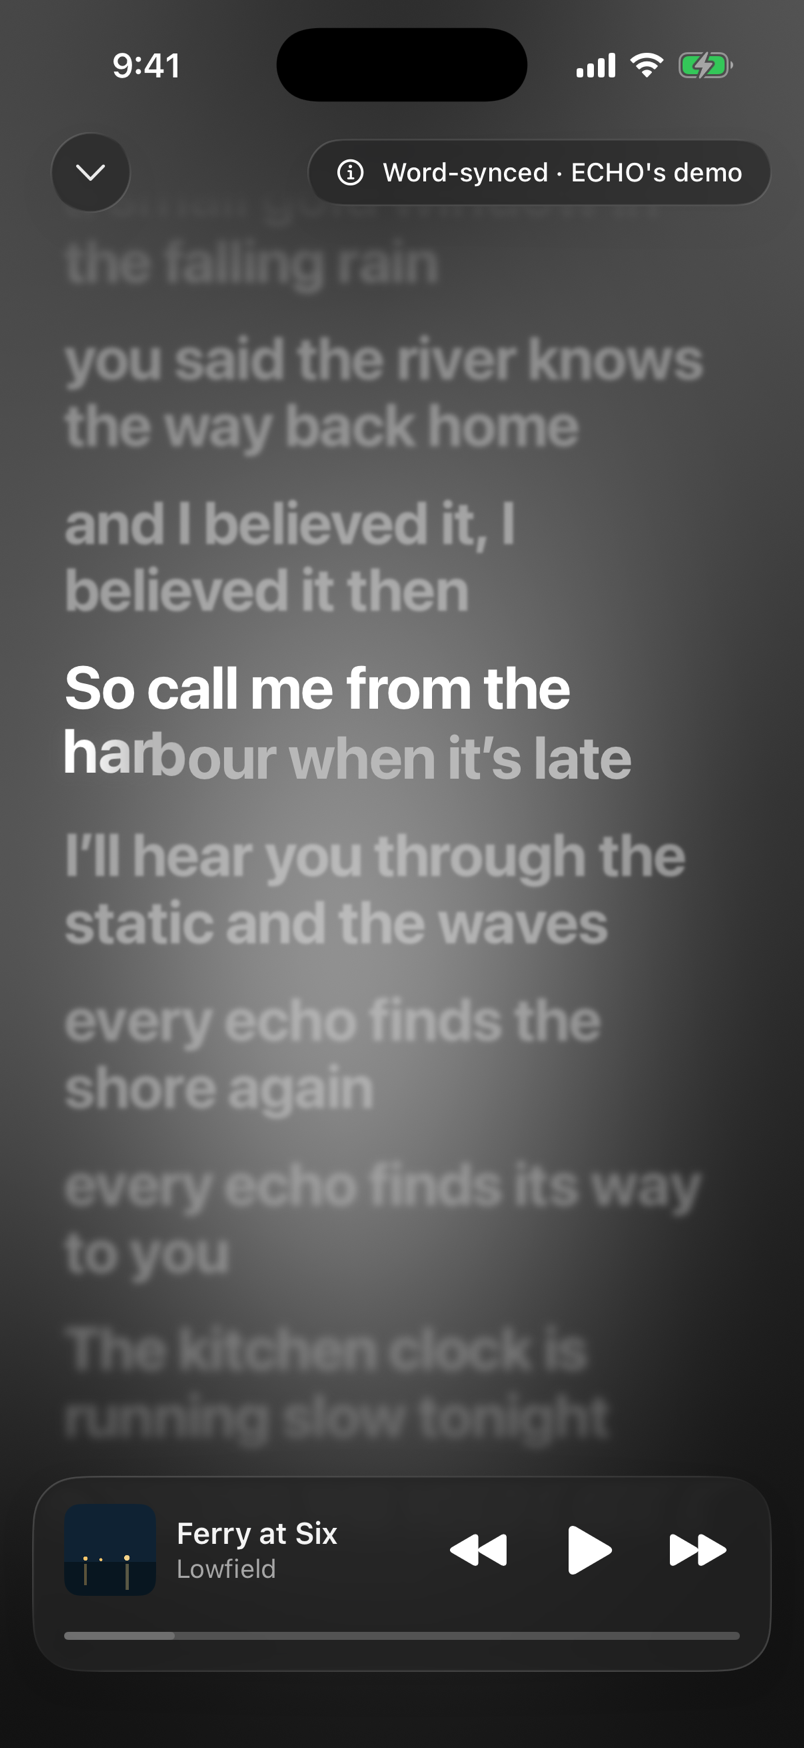 9:41
Word-synced · ECHO's demo
the falling rain
you said the river knows
the way back home
and I believed it, I
believed it then
So call me from the
harbour when it’s late
I’ll hear you through the
static and the waves
every echo finds the
shore again
every echo finds its way
to you
The kitchen clock is
running slow tonight
Ferry at Six
Lowfield